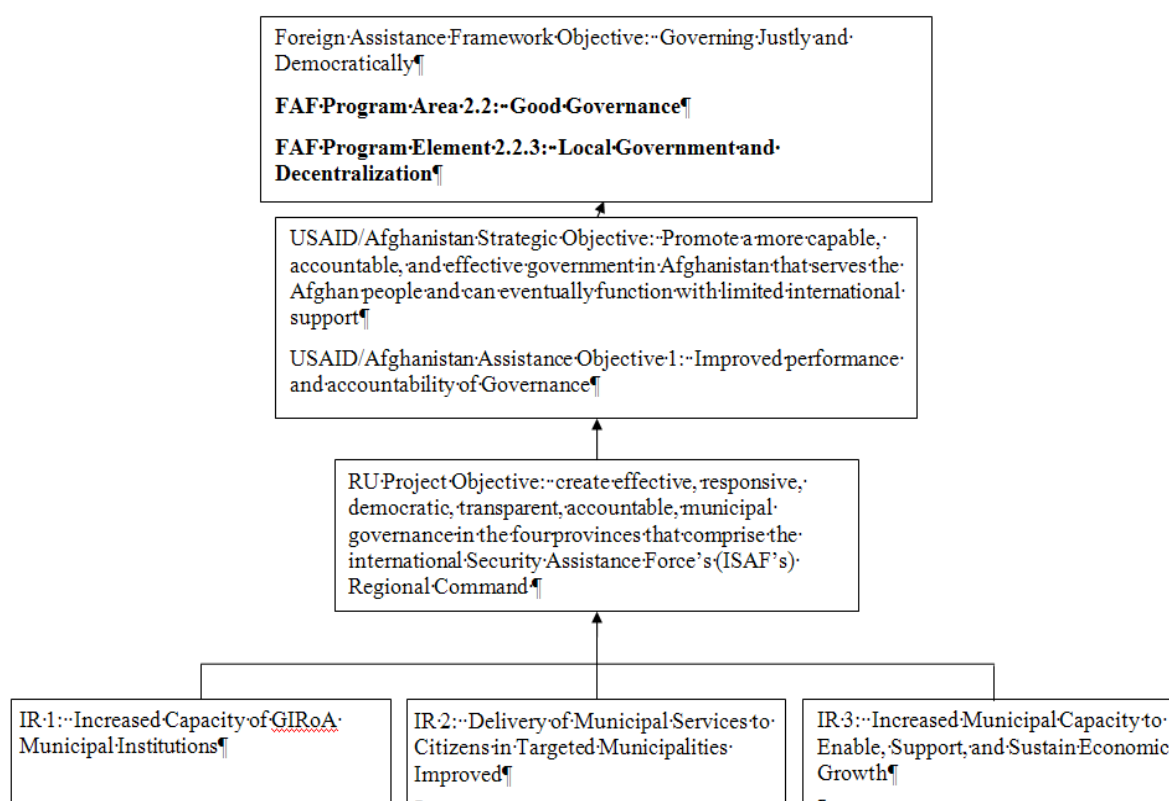 Foreign Assistance Framework Objective: Governing Justly and
Democratically¶
FAF Program Area 2.2: Good Governance¶
FAF Program Element 2.2.3: Local Government and
Decentralization¶
USAID/Afghanistan Strategic Objective: Promote a more capable,
accountable, and effective government in Afghanistan that serves the
Afghan people and can eventually function with limited international
support¶
USAID/Afghanistan Assistance Objective 1: Improved performance
and accountability of Governance¶
RU Project Objective: create effective, responsive,
democratic, transparent, accountable, municipal
governance in the four provinces that comprise the
international Security Assistance Force's (ISAF's)
Regional Command ¶
IR 1: Increased Capacity of GIRoA
Municipal Institutions¶
IR 2: Delivery of Municipal Services to
Citizens in Targeted Municipalities
Improved¶
IR 3: Increased Municipal Capacity to
Enable, Support, and Sustain Economic
Growth¶